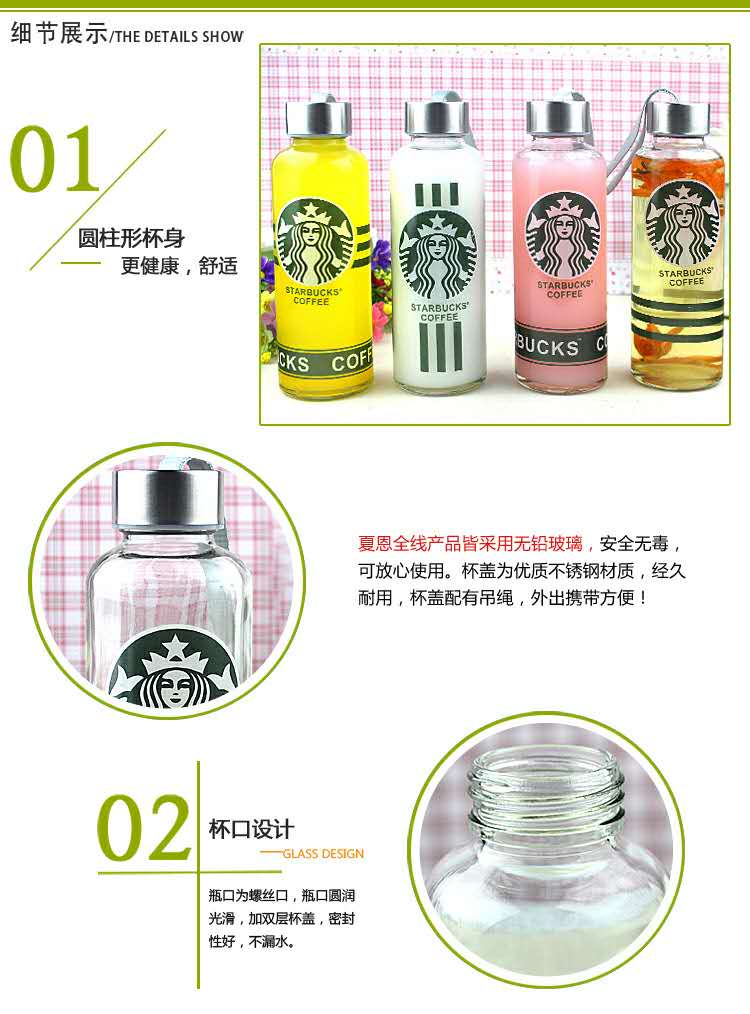 细节展示/THE DETAILS SHOW
01
圆柱形杯身
更健康，舒适
STARBUCKS®
COFFEE
CKS COFF
STARBUCKS®
COFFEE
STARBUCKS®
COFFEE
BUCKS™ CO
STARBUCKS®
COFFEE
夏恩全线产品皆采用无铅玻璃，安全无毒，
可放心使用。杯盖为优质不锈钢材质，经久
耐用，杯盖配有吊绳，外出携带方便！
02
杯口设计
GLASS DESIGN
瓶口为螺丝口，瓶口圆润
光滑，加双层杯盖，密封
性好，不漏水。